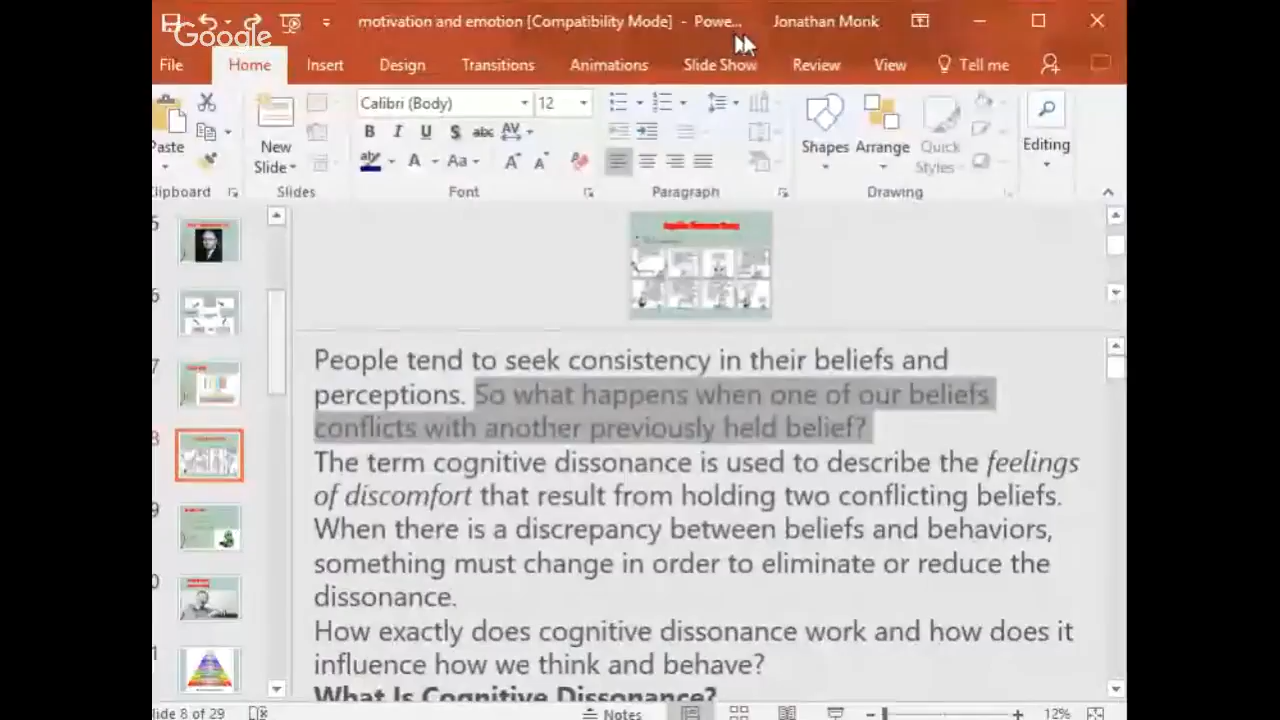 motivation and emotion [Compatibility Mode] - Powe... Jonathan Monk
Google
File Home Insert Design Transitions Animations Slide Show Review View Tell me
Calibri (Body) 12
Paste New Slide Shapes Arrange Quick Styles Editing
lipboard Slides Font Paragraph Drawing
People tend to seek consistency in their beliefs and
perceptions. So what happens when one of our beliefs
conflicts with another previously held belief?
The term cognitive dissonance is used to describe the feelings
of discomfort that result from holding two conflicting beliefs.
When there is a discrepancy between beliefs and behaviors,
something must change in order to eliminate or reduce the
dissonance.
How exactly does cognitive dissonance work and how does it
influence how we think and behave?
What Is Cognitive Dissonance?
lide 8 of 29 Notes 12%